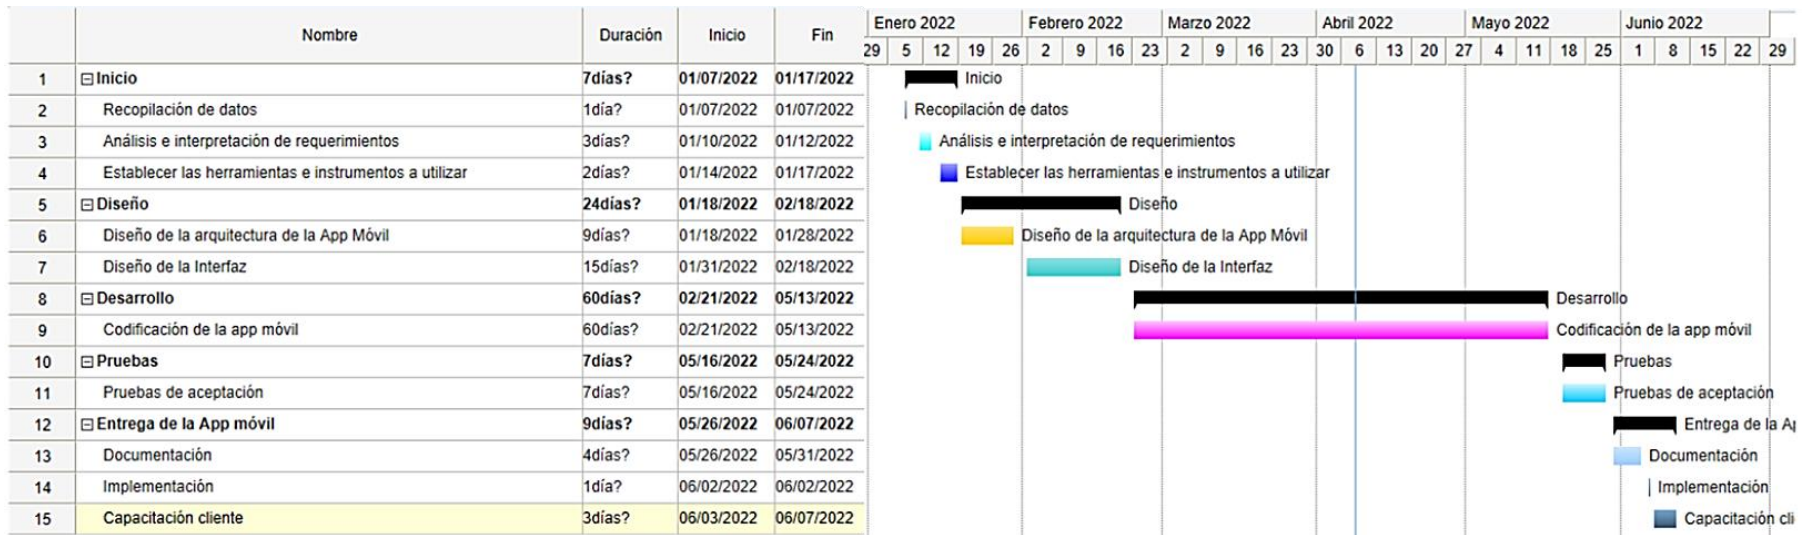 Nombre Duración Inicio Fin Enero 2022 Febrero 2022 Marzo 2022 Abril 2022 Mayo 2022 Junio 2022
29 5 12 19 26 2 9 16 23 2 9 16 23 30 6 13 20 27 4 11 18 25 1 8 15 22 29
1 Inicio 7días? 01/07/2022 01/17/2022 Inicio
2 Recopilación de datos 1día? 01/07/2022 01/07/2022 Recopilación de datos
3 Análisis e interpretación de requerimientos 3días? 01/10/2022 01/12/2022 Análisis e interpretación de requerimientos
4 Establecer las herramientas e instrumentos a utilizar 2días? 01/14/2022 01/17/2022 Establecer las herramientas e instrumentos a utilizar
5 Diseño 24días? 01/18/2022 02/18/2022 Diseño
6 Diseño de la arquitectura de la App Móvil 9días? 01/18/2022 01/28/2022 Diseño de la arquitectura de la App Móvil
7 Diseño de la Interfaz 15días? 01/31/2022 02/18/2022 Diseño de la Interfaz
8 Desarrollo 60días? 02/21/2022 05/13/2022 Desarrollo
9 Codificación de la app móvil 60días? 02/21/2022 05/13/2022 Codificación de la app móvil
10 Pruebas 7días? 05/16/2022 05/24/2022 Pruebas
11 Pruebas de aceptación 7días? 05/16/2022 05/24/2022 Pruebas de aceptación
12 Entrega de la App móvil 9días? 05/26/2022 06/07/2022 Entrega de la Ap
13 Documentación 4días? 05/26/2022 05/31/2022 Documentación
14 Implementación 1día? 06/02/2022 06/02/2022 Implementación
15 Capacitación cliente 3días? 06/03/2022 06/07/2022 Capacitación cli